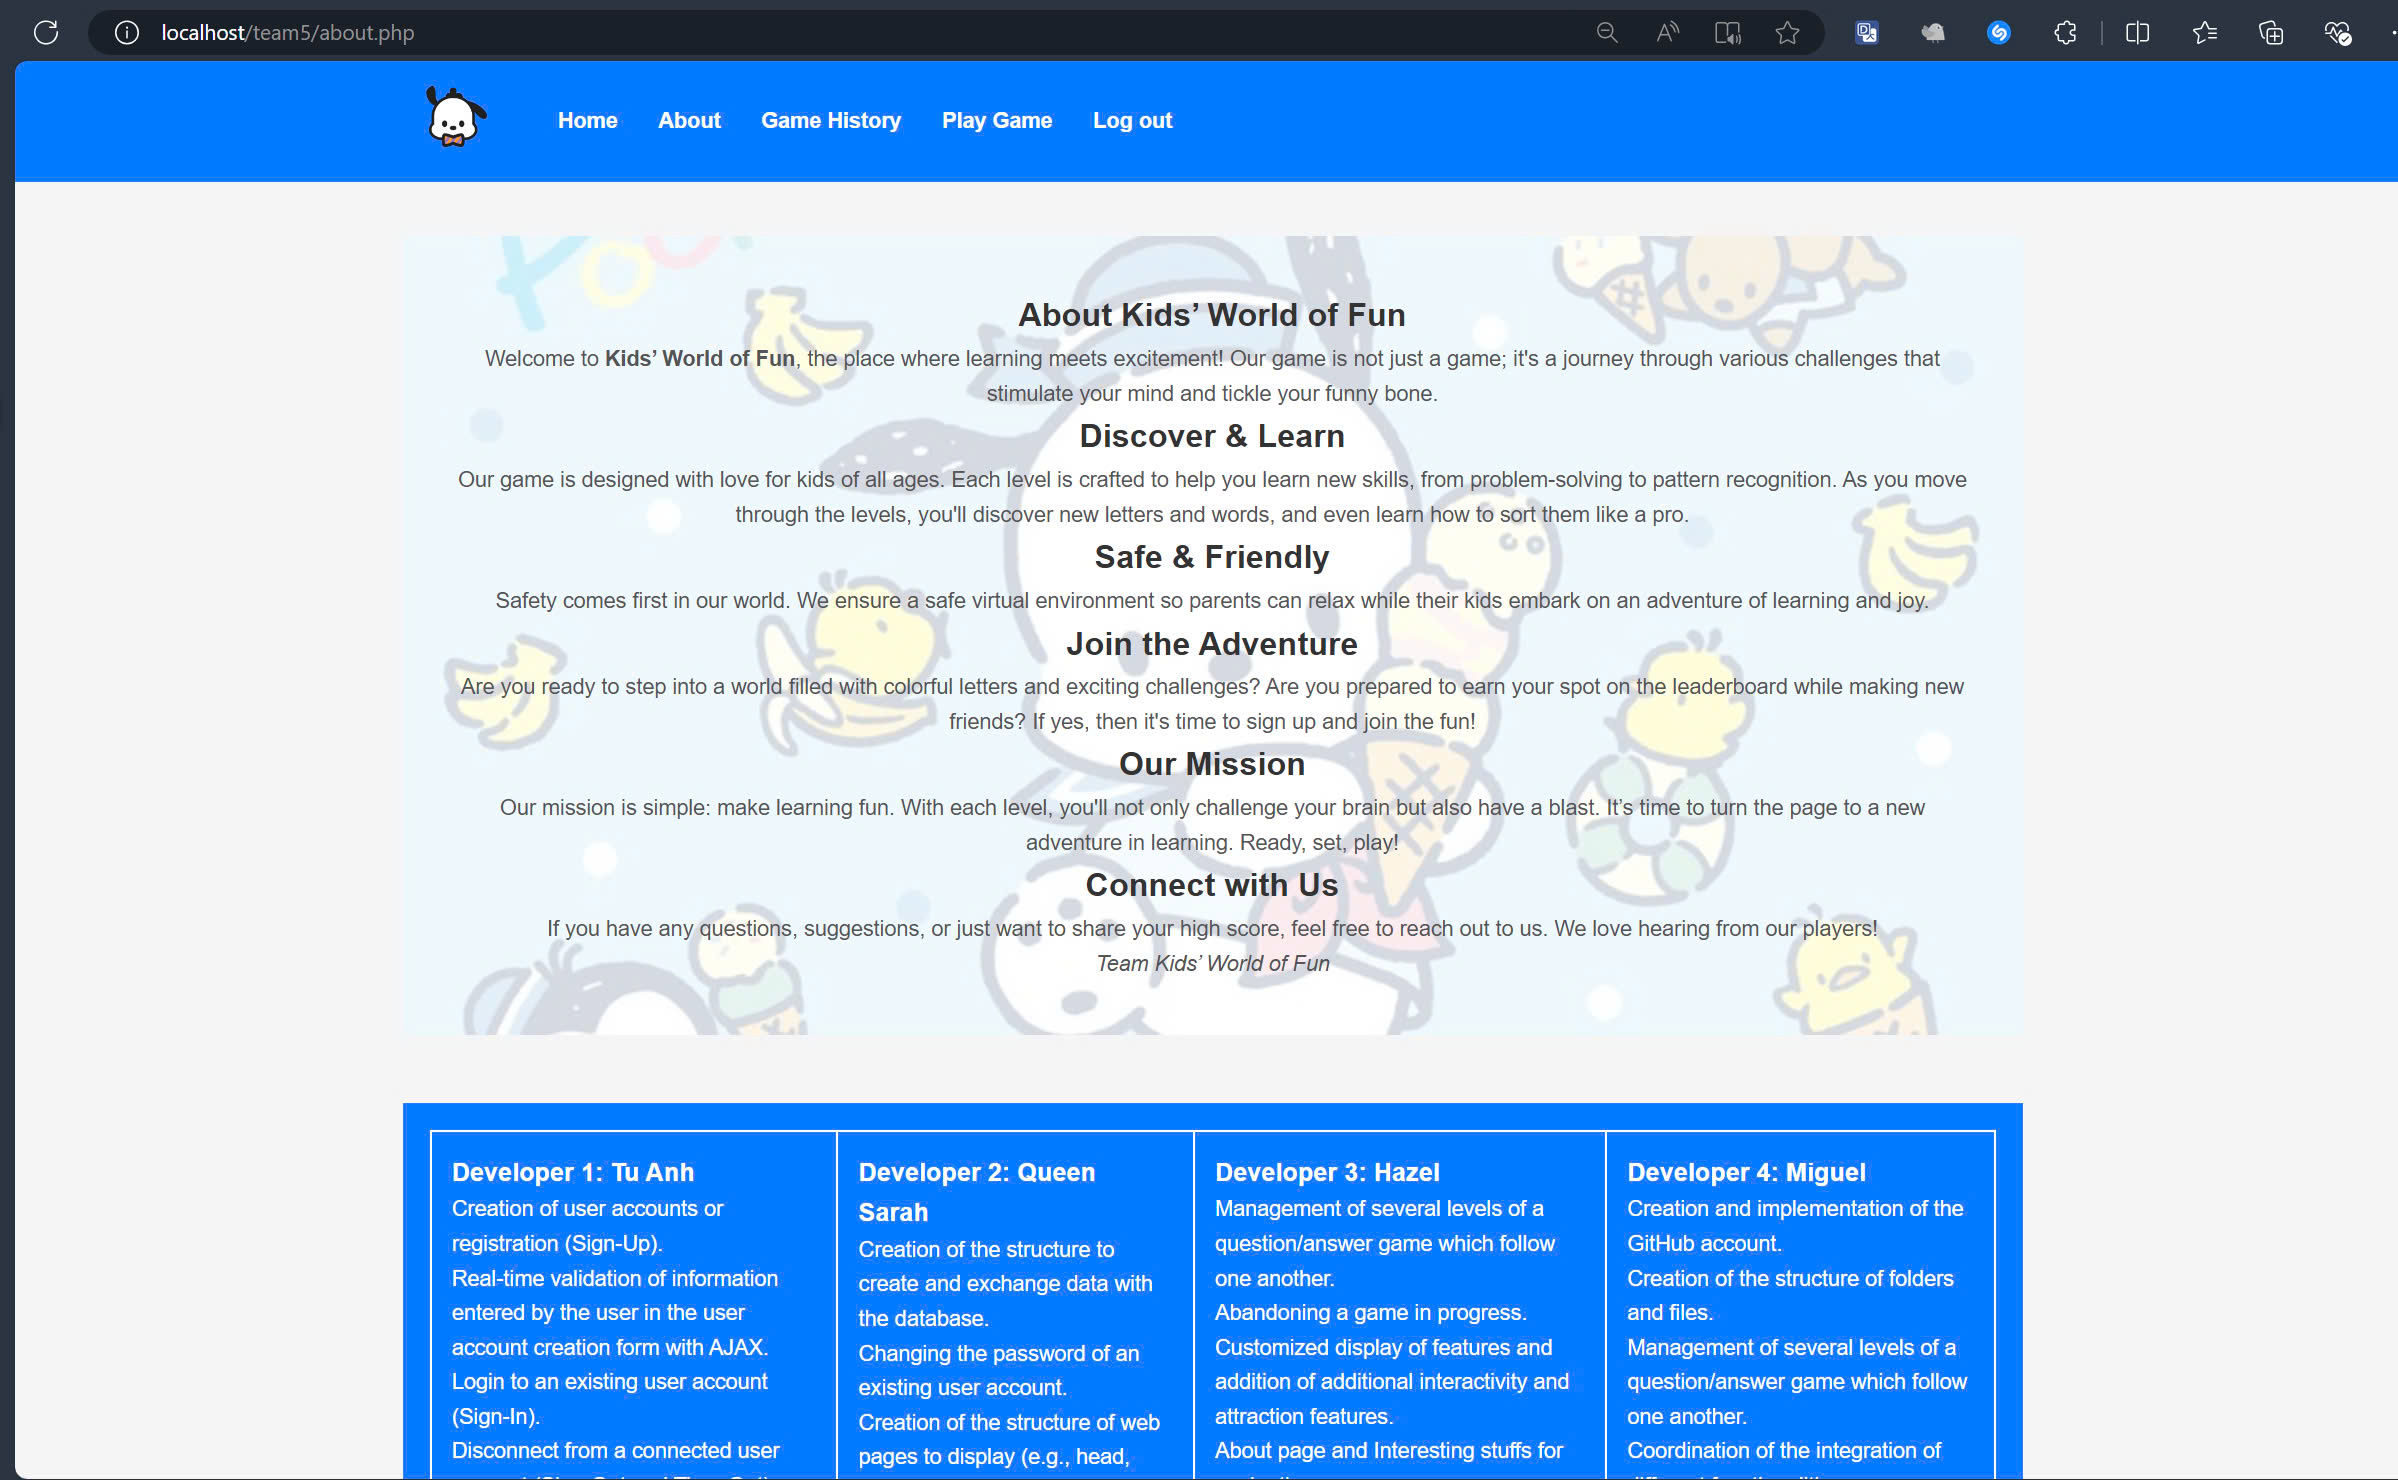 localhost/team5/about.php
Home About Game History Play Game Log out
About Kids’ World of Fun
Welcome to Kids’ World of Fun, the place where learning meets excitement! Our game is not just a game; it's a journey through various challenges that
stimulate your mind and tickle your funny bone.
Discover & Learn
Our game is designed with love for kids of all ages. Each level is crafted to help you learn new skills, from problem-solving to pattern recognition. As you move
through the levels, you'll discover new letters and words, and even learn how to sort them like a pro.
Safe & Friendly
Safety comes first in our world. We ensure a safe virtual environment so parents can relax while their kids embark on an adventure of learning and joy.
Join the Adventure
Are you ready to step into a world filled with colorful letters and exciting challenges? Are you prepared to earn your spot on the leaderboard while making new
friends? If yes, then it's time to sign up and join the fun!
Our Mission
Our mission is simple: make learning fun. With each level, you'll not only challenge your brain but also have a blast. It’s time to turn the page to a new
adventure in learning. Ready, set, play!
Connect with Us
If you have any questions, suggestions, or just want to share your high score, feel free to reach out to us. We love hearing from our players!
Team Kids’ World of Fun
Developer 1: Tu Anh
Creation of user accounts or
registration (Sign-Up).
Real-time validation of information
entered by the user in the user
account creation form with AJAX.
Login to an existing user account
(Sign-In).
Disconnect from a connected user
Developer 2: Queen
Sarah
Creation of the structure to
create and exchange data with
the database.
Changing the password of an
existing user account.
Creation of the structure of web
pages to display (e.g., head,
Developer 3: Hazel
Management of several levels of a
question/answer game which follow
one another.
Abandoning a game in progress.
Customized display of features and
addition of additional interactivity and
attraction features.
About page and Interesting stuffs for
Developer 4: Miguel
Creation and implementation of the
GitHub account.
Creation of the structure of folders
and files.
Management of several levels of a
question/answer game which follow
one another.
Coordination of the integration of